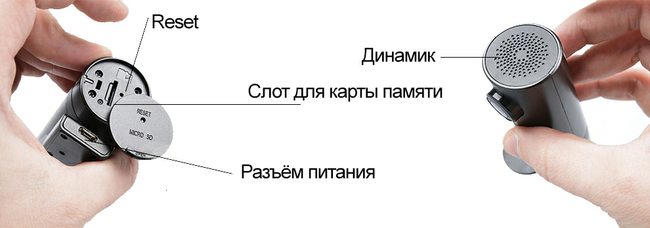 Reset
Динамик
Слот для карты памяти
RESET
MICRO SD
Разъём питания